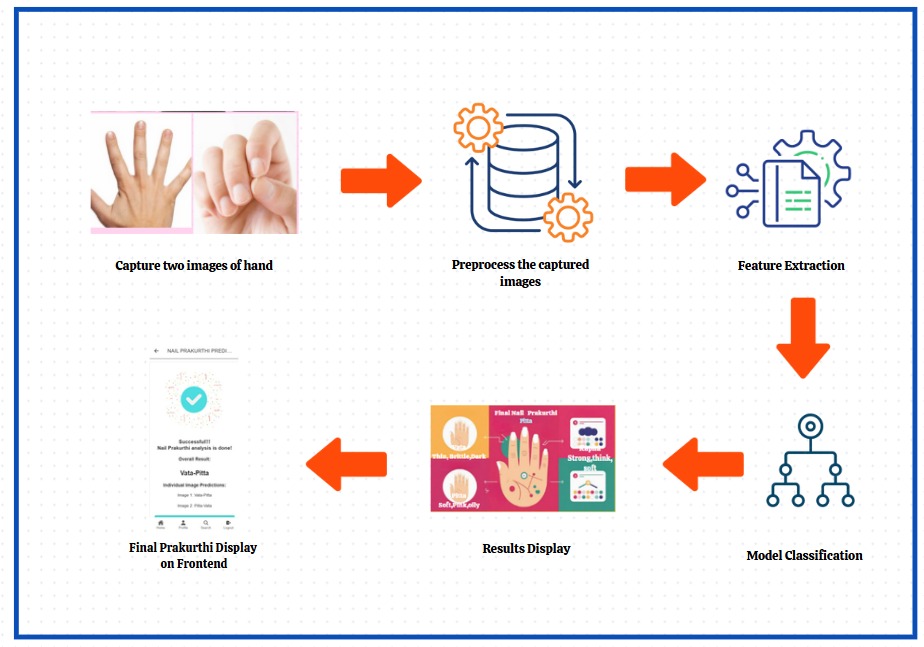 Capture two images of hand
Preprocess the captured
images
Feature Extraction
NAIL PRAKURTHI PREDI...
Successful!!!
Nail Prakurthi analysis is done!
Overall Result:
Vata-Pitta
Individual Image Predictions:
Image 1: Vata-Pitta
Image 2: Pitta-Vata
Home
Profile
Search
Logout
Final Prakurthi Display
on Frontend
Final Nail Prakurthi
Pitta
Thin, Brittle,Dark
Strong,think,
soft
Soft,Pink,oily
Results Display
Model Classification